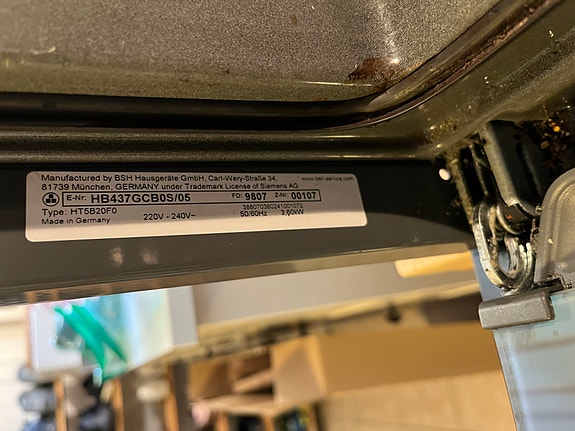 Manufactured by BSH Hausgeräte GmbH, Carl-Wery-Straße 34, www.bsh-service.com
81739 München, GERMANY under Trademark License of Siemens AG
E-Nr. HB437GCB0S/05 FD: 9807 Z-Nr. 00107
Type: HT5B20F0 368070380241001072
220V - 240V~ 50/60Hz 3,60kW
Made in Germany